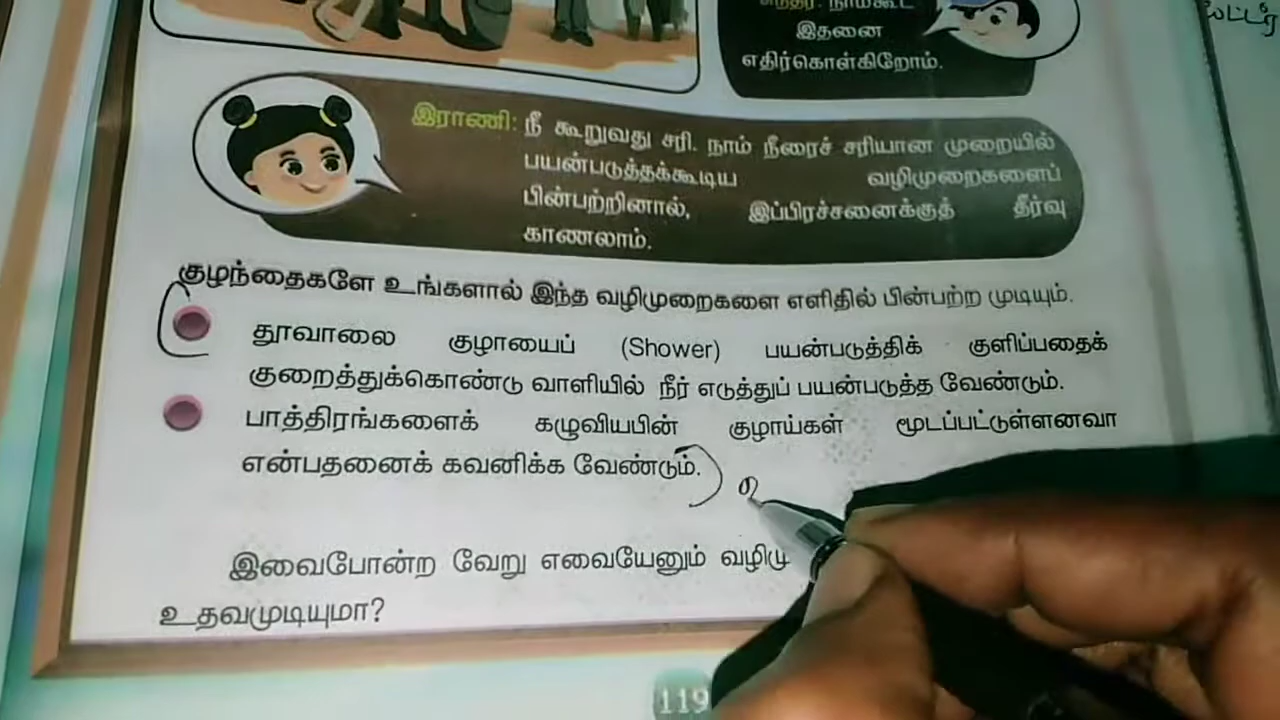 நாம்கூட
இதனை
எதிர்கொள்கிறோம்.
இராணி: நீ கூறுவது சரி. நாம் நீரைச் சரியான முறையில்
பயன்படுத்தக்கூடிய வழிமுறைகளைப்
பின்பற்றினால், இப்பிரச்சனைக்குத் தீர்வு
காணலாம்.
குழந்தைகளே உங்களால் இந்த வழிமுறைகளை எளிதில் பின்பற்ற முடியும்.
தூவாலை குழாயைப் (Shower) பயன்படுத்திக் குளிப்பதைக்
குறைத்துக்கொண்டு வாளியில் நீர் எடுத்துப் பயன்படுத்த வேண்டும்.
பாத்திரங்களைக் கழுவியபின் குழாய்கள் மூடப்பட்டுள்ளனவா
என்பதனைக் கவனிக்க வேண்டும்.
இவைபோன்ற வேறு எவையேனும் வழிமு
உதவமுடியுமா?
119